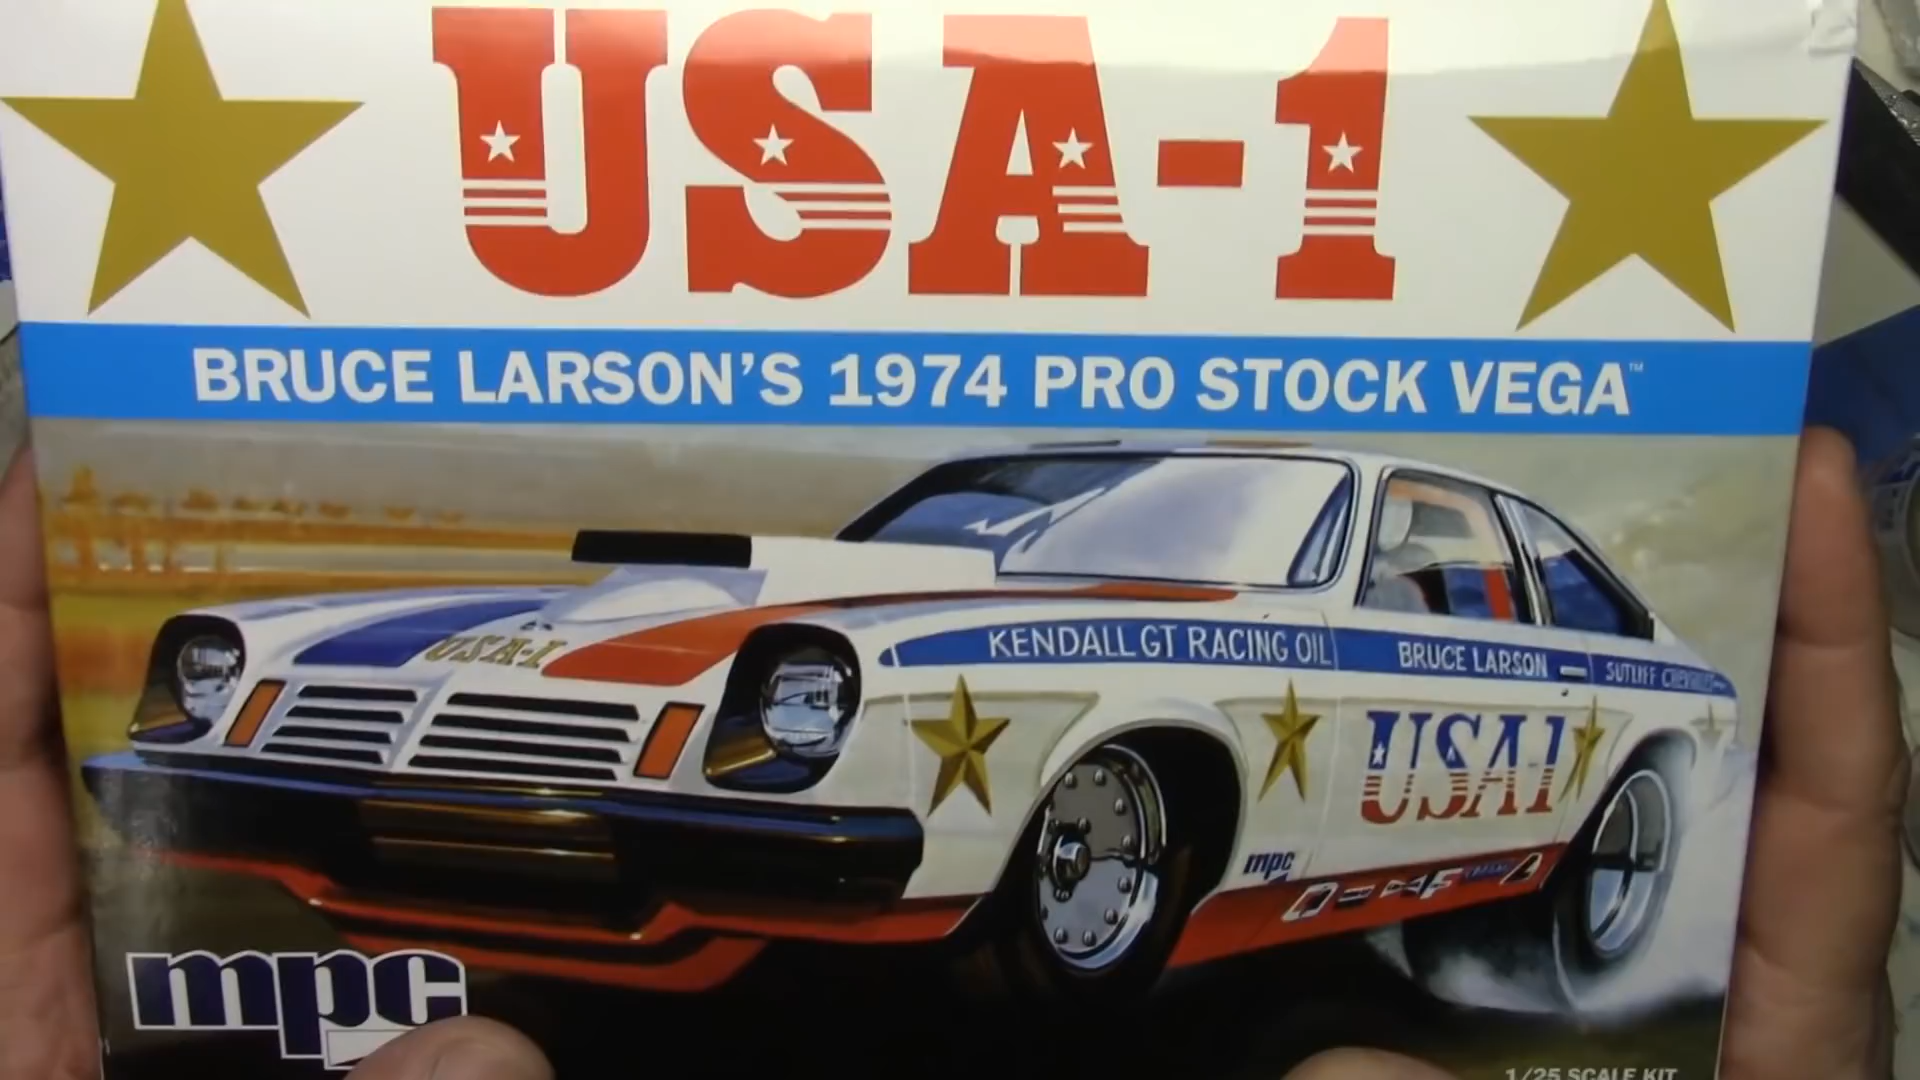 USA-1
BRUCE LARSON'S 1974 PRO STOCK VEGA™
USA-1
KENDALL GT RACING OIL
BRUCE LARSON
SUTLIFF CHEVROLET
USA1
mpc
mpc
1/25 SCALE KIT